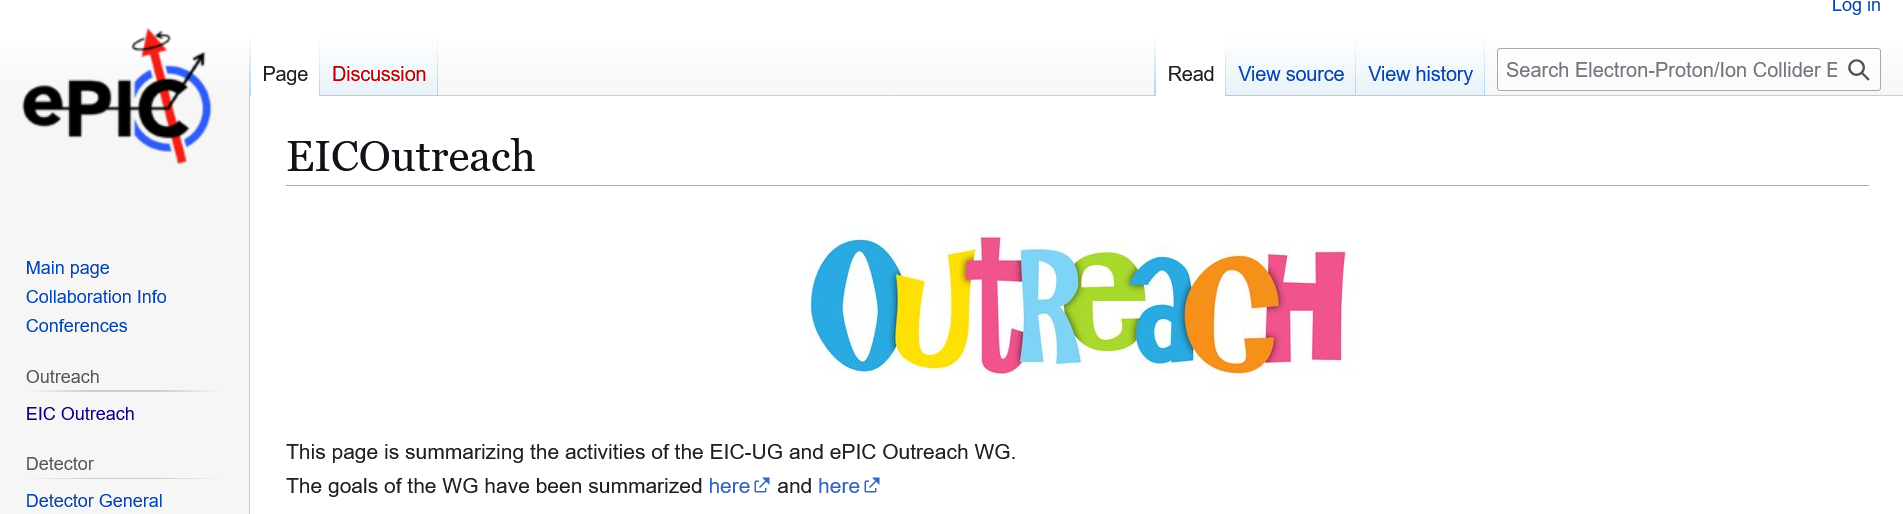 Log in
ePIC
Page
Discussion
Read
View source
View history
Search Electron-Proton/Ion Collider E
EICOutreach
OutReacH
Main page
Collaboration Info
Conferences
Outreach
EIC Outreach
Detector
Detector General
This page is summarizing the activities of the EIC-UG and ePIC Outreach WG.
The goals of the WG have been summarized here and here